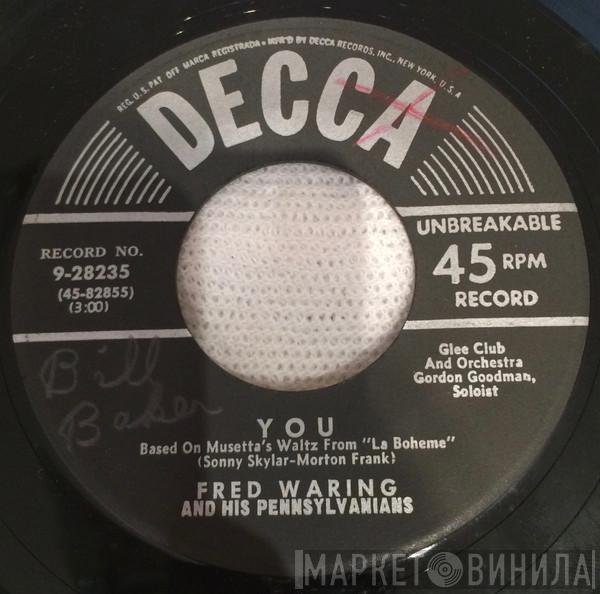 REG. U.S. PAT. OFF. MARCA REGISTRADA • MFR'D BY DECCA RECORDS, INC., NEW YORK, U.S.A.
DECCA
RECORD NO.
9-28235
(45-82855)
(3:00)
UNBREAKABLE
45 RPM
RECORD
Glee Club
And Orchestra
Gordon Goodman,
Soloist
Bill
Baker
YOU
Based On Musetta's Waltz From "La Boheme"
(Sonny Skylar-Morton Frank)
FRED WARING
AND HIS PENNSYLVANIANS
МАРКЕТ ВИНИЛА